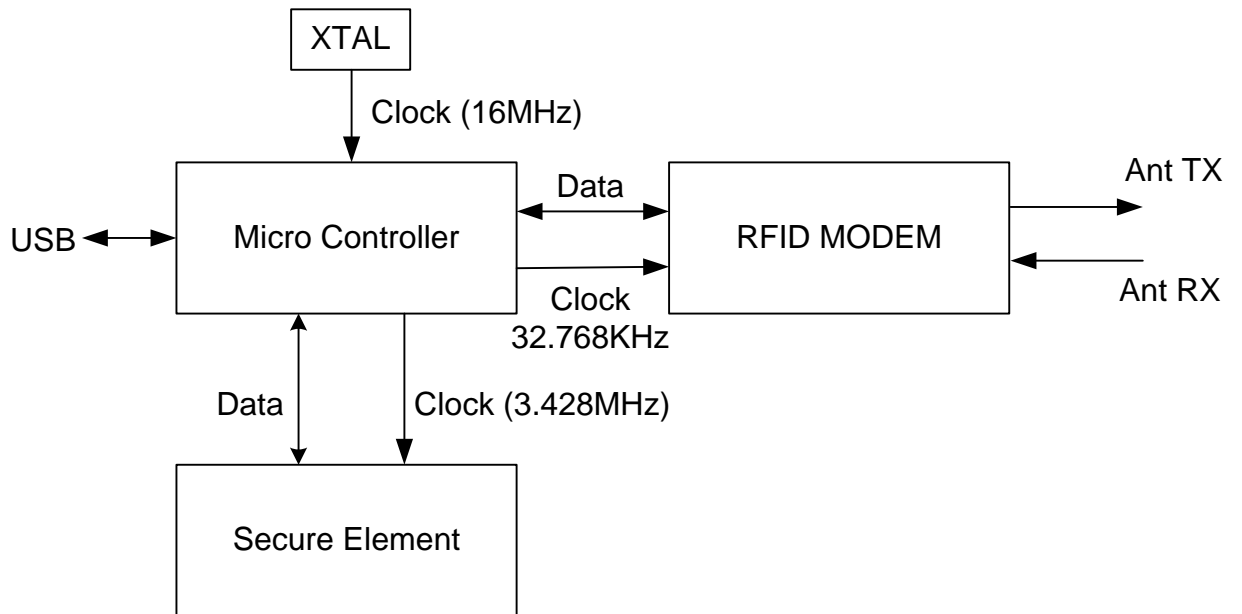 XTAL
Clock (16MHz)
Data
Ant TX
USB
Micro Controller
RFID MODEM
Clock
32.768KHz
Ant RX
Data
Clock (3.428MHz)
Secure Element